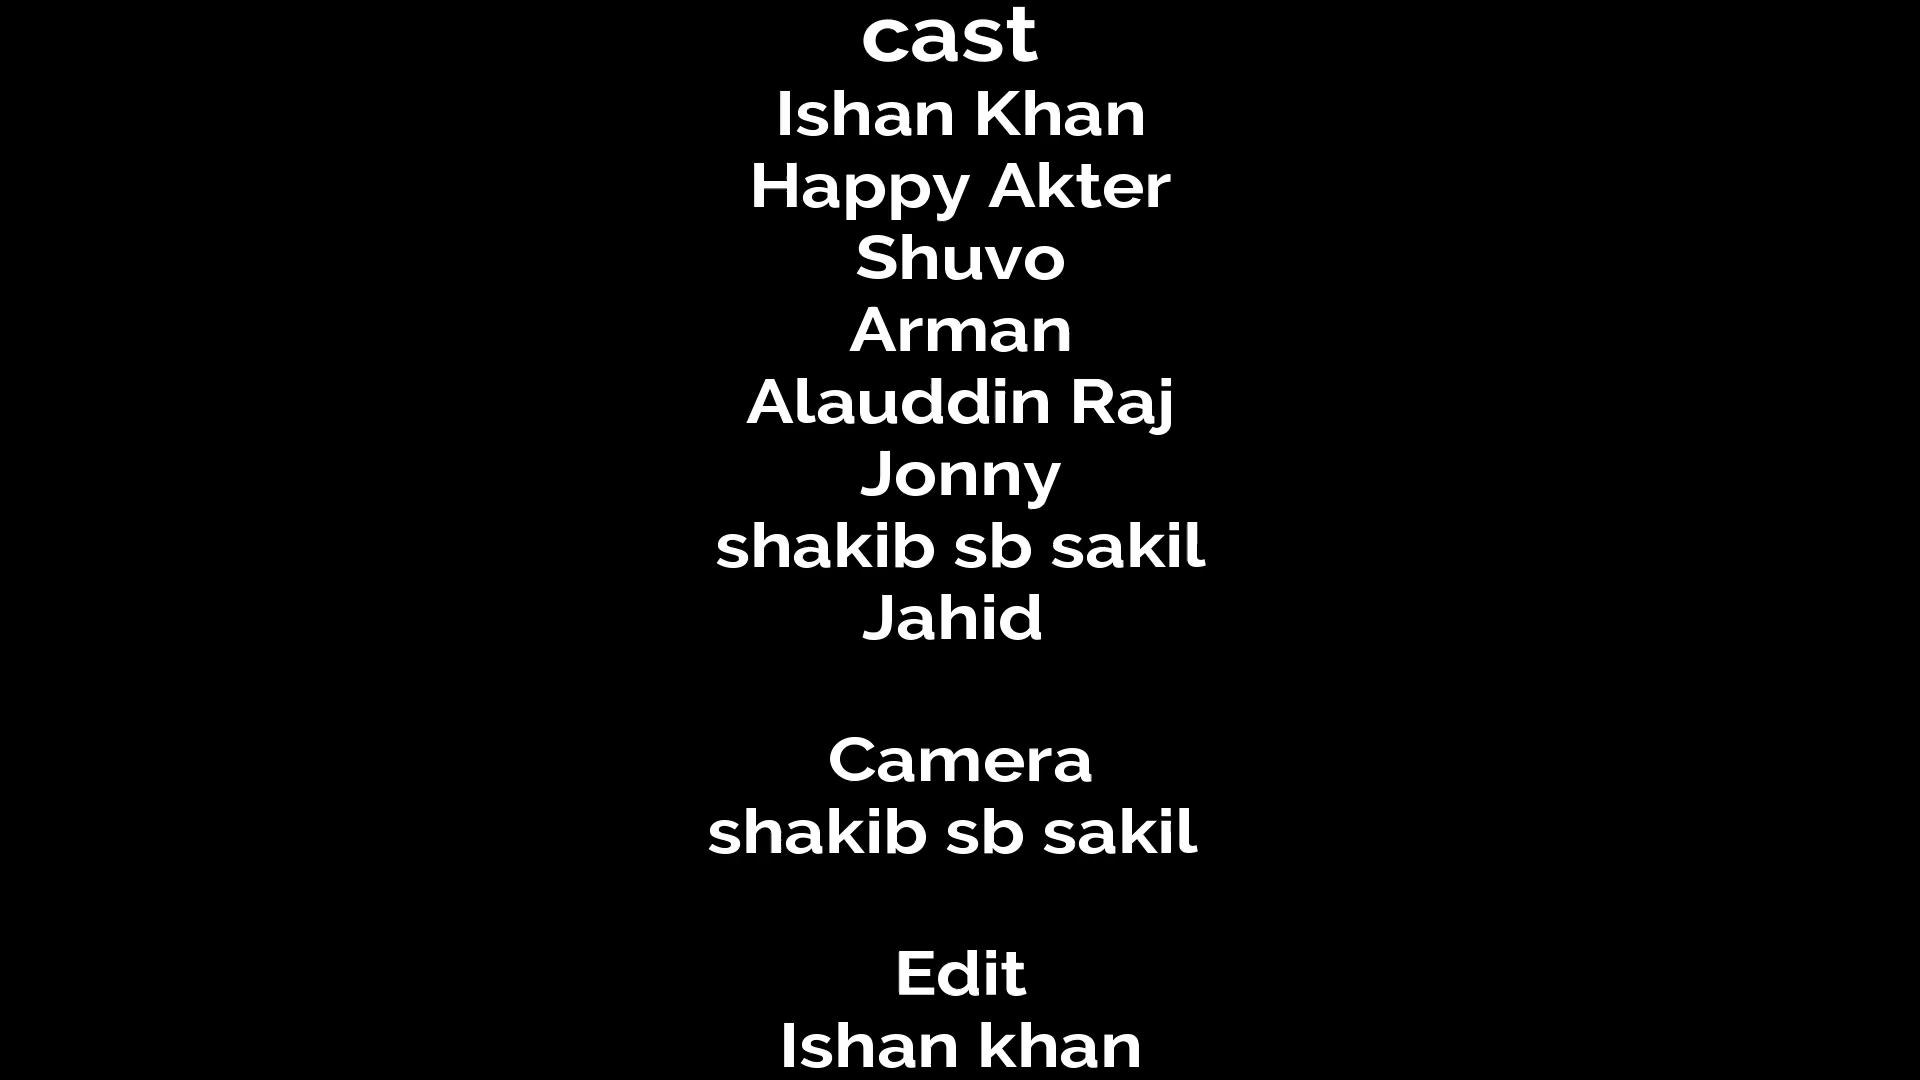 cast
Ishan Khan
Happy Akter
Shuvo
Arman
Alauddin Raj
Jonny
shakib sb sakil
Jahid
Camera
shakib sb sakil
Edit
Ishan khan